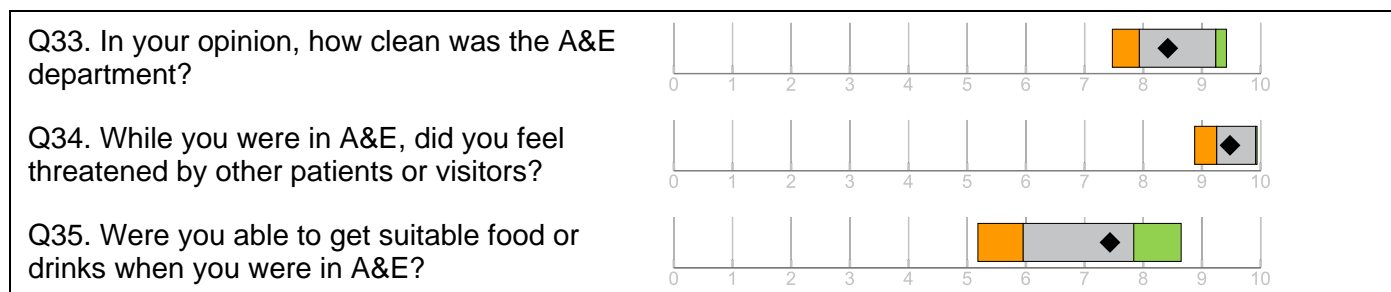 Q33. In your opinion, how clean was the A&E
department?
0 1 2 3 4 5 6 7 8 9 10
Q34. While you were in A&E, did you feel
threatened by other patients or visitors?
0 1 2 3 4 5 6 7 8 9 10
Q35. Were you able to get suitable food or
drinks when you were in A&E?
0 1 2 3 4 5 6 7 8 9 10